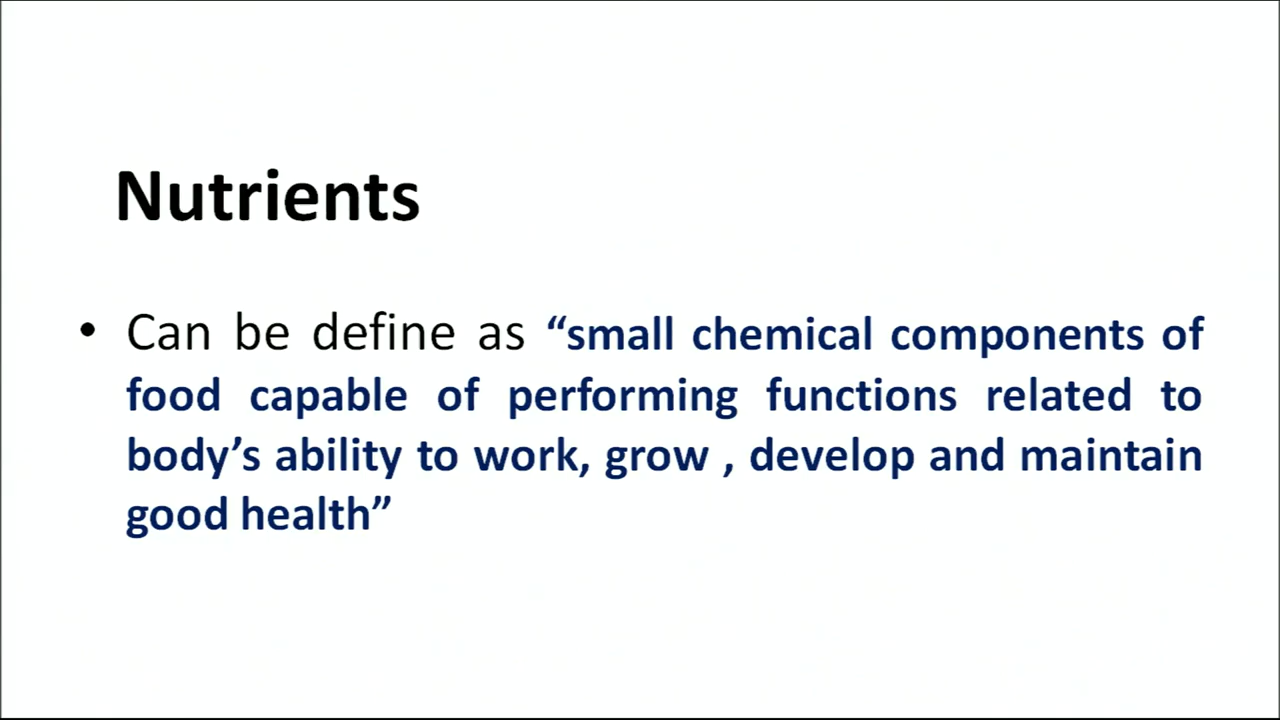 Nutrients
• Can be define as “small chemical components of
food capable of performing functions related to
body’s ability to work, grow , develop and maintain
good health”